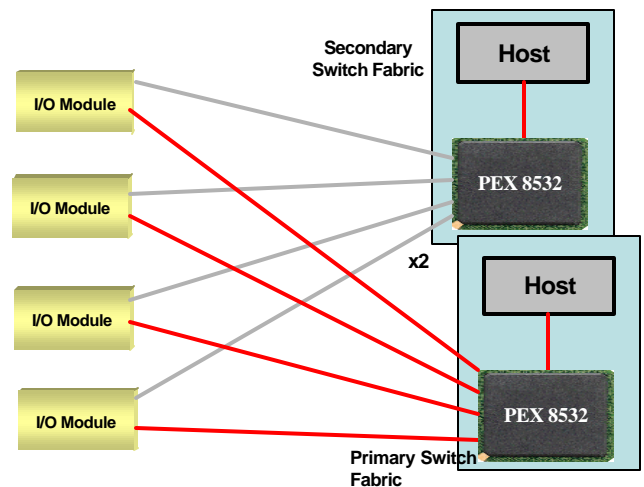 Secondary
Switch Fabric
Host
I/O Module
PEX 8532
I/O Module
x2
Host
I/O Module
I/O Module
PEX 8532
Primary Switch
Fabric